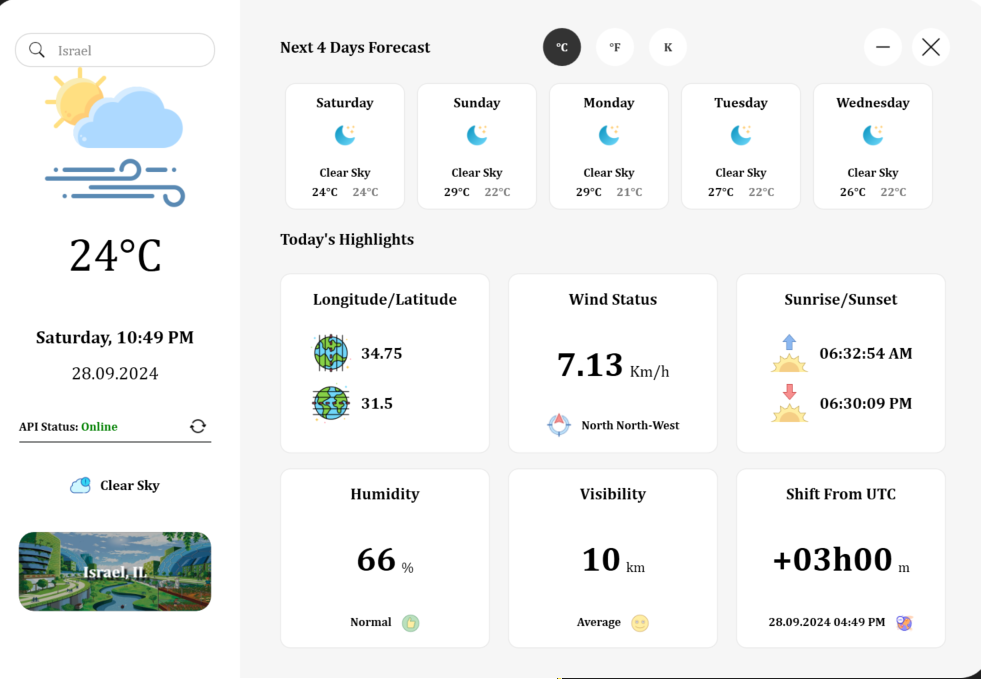 Israel
24°C
Saturday, 10:49 PM
28.09.2024
API Status: Online
Clear Sky
Israel, IL
Next 4 Days Forecast
°C
°F
K
Saturday
Clear Sky
24°C 24°C
Sunday
Clear Sky
29°C 22°C
Monday
Clear Sky
29°C 21°C
Tuesday
Clear Sky
27°C 22°C
Wednesday
Clear Sky
26°C 22°C
Today's Highlights
Longitude/Latitude
34.75
31.5
Wind Status
7.13 Km/h
North North-West
Sunrise/Sunset
06:32:54 AM
06:30:09 PM
Humidity
66 %
Normal
Visibility
10 km
Average
Shift From UTC
+03h00 m
28.09.2024 04:49 PM